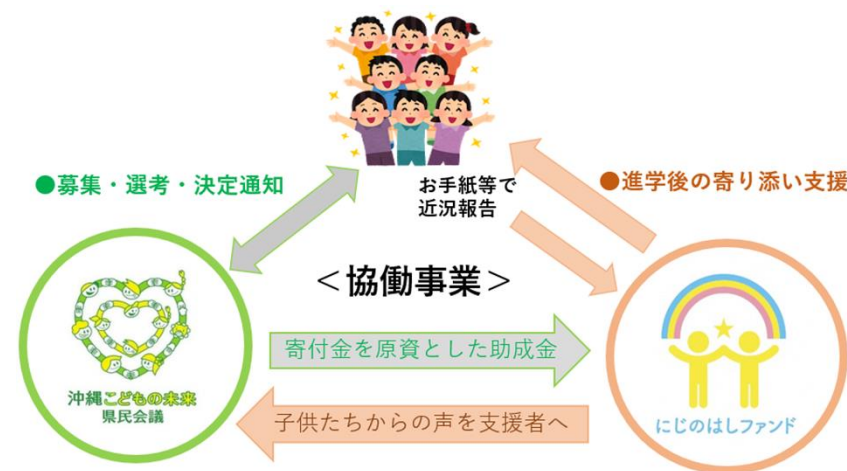 ●募集・選考・決定通知
お手紙等で
近況報告
●進学後の寄り添い支援
<協働事業>
沖縄こどもの未来
県民会議
寄付金を原資とした助成金
子供たちからの声を支援者へ
にじのはしファンド